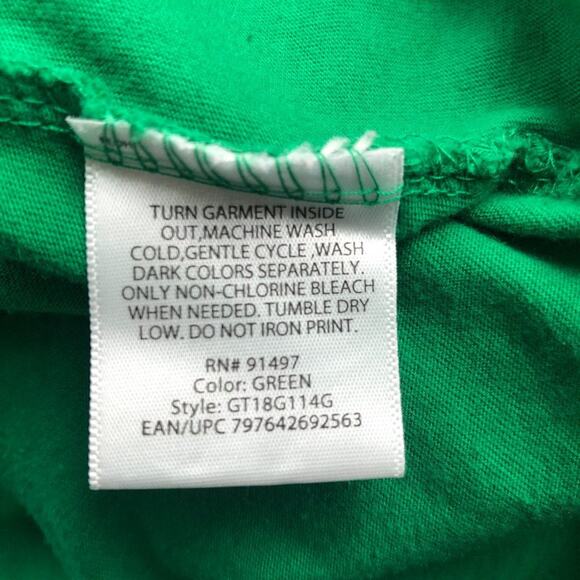 TURN GARMENT INSIDE
OUT,MACHINE WASH
COLD,GENTLE CYCLE ,WASH
DARK COLORS SEPARATELY.
ONLY NON-CHLORINE BLEACH
WHEN NEEDED. TUMBLE DRY
LOW. DO NOT IRON PRINT.
RN# 91497
Color: GREEN
Style: GT18G114G
EAN/UPC 797642692563